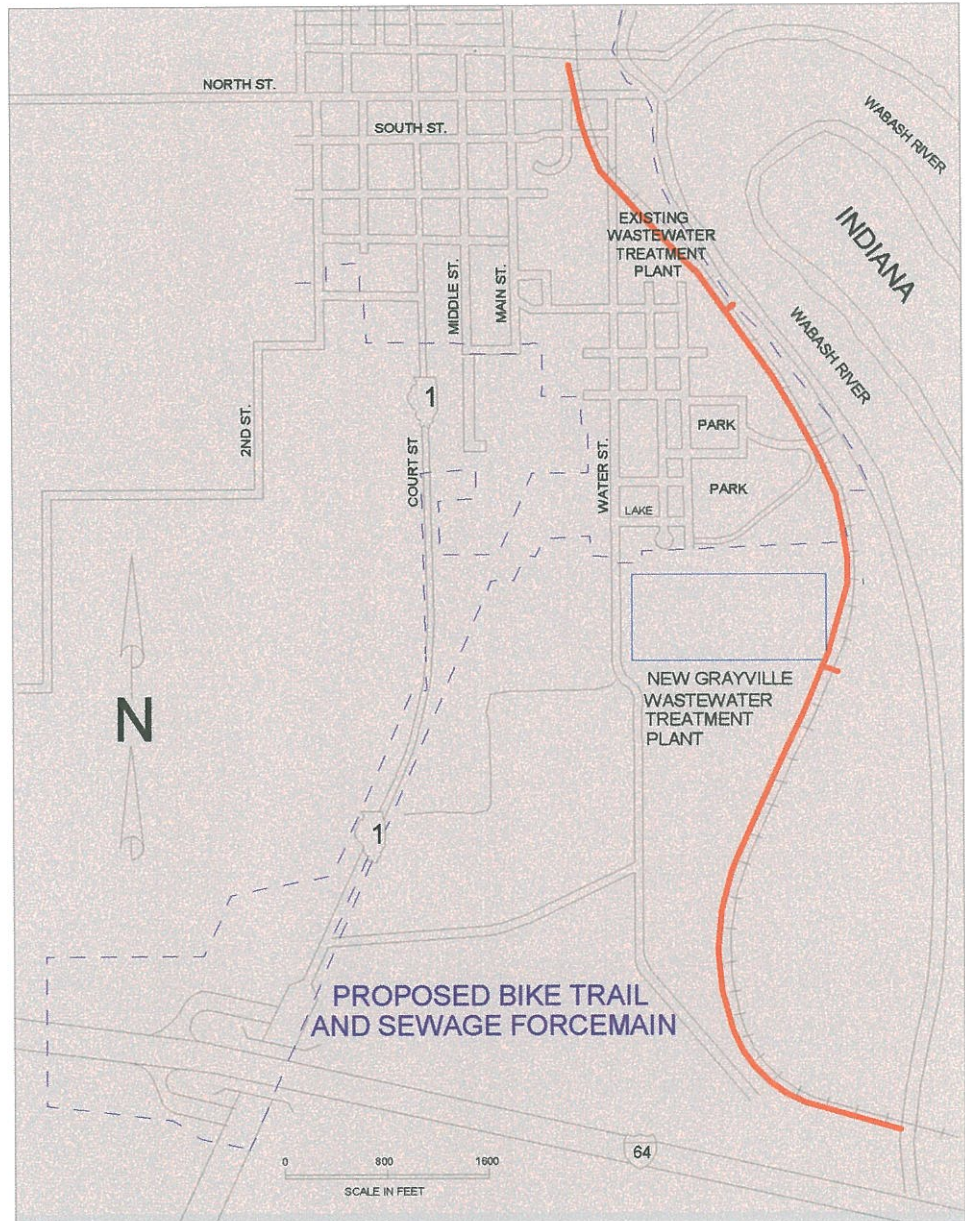 NORTH ST.
SOUTH ST.
WABASH RIVER
INDIANA
EXISTING
WASTEWATER
TREATMENT
PLANT
MIDDLE ST.
MAIN ST.
WABASH RIVER
2ND ST.
1
COURT ST
WATER ST.
PARK
PARK
LAKE
N
NEW GRAYVILLE
WASTEWATER
TREATMENT
PLANT
1
PROPOSED BIKE TRAIL
AND SEWAGE FORCEMAIN
64
0 800 1600
SCALE IN FEET